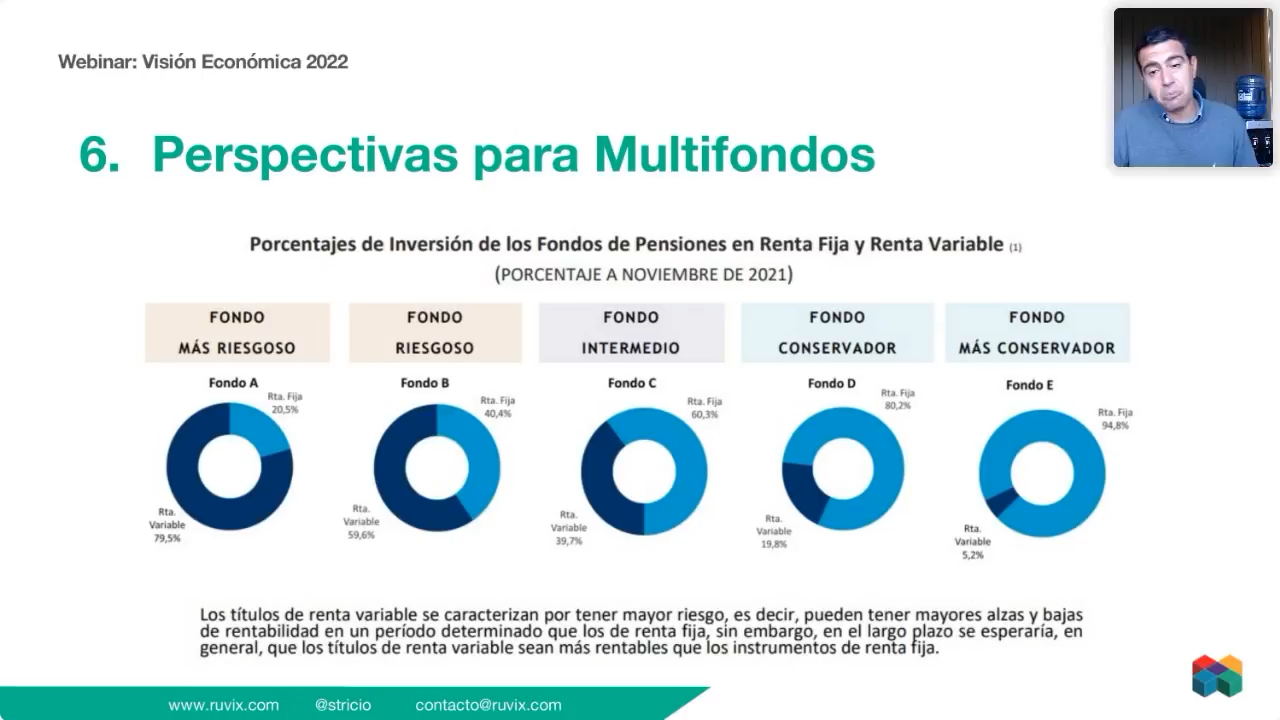 Webinar: Visión Económica 2022
6. Perspectivas para Multifondos
Porcentajes de Inversión de los Fondos de Pensiones en Renta Fija y Renta Variable (1)
(PORCENTAJE A NOVIEMBRE DE 2021)
FONDO
MÁS RIESGOSO
FONDO
RIESGOSO
FONDO
INTERMEDIO
FONDO
CONSERVADOR
FONDO
MÁS CONSERVADOR
Fondo A
Rta. Fija
20,5%
Rta.
Variable
79,5%
Fondo B
Rta. Fija
40,4%
Rta.
Variable
59,6%
Fondo C
Rta. Fija
60,3%
Rta.
Variable
39,7%
Fondo D
Rta. Fija
80,2%
Rta.
Variable
19,8%
Fondo E
Rta. Fija
94,8%
Rta.
Variable
5,2%
Los títulos de renta variable se caracterizan por tener mayor riesgo, es decir, pueden tener mayores alzas y bajas
de rentabilidad en un período determinado que los de renta fija, sin embargo, en el largo plazo se esperaría, en
general, que los títulos de renta variable sean más rentables que los instrumentos de renta fija.
www.ruvix.com @stricio contacto@ruvix.com